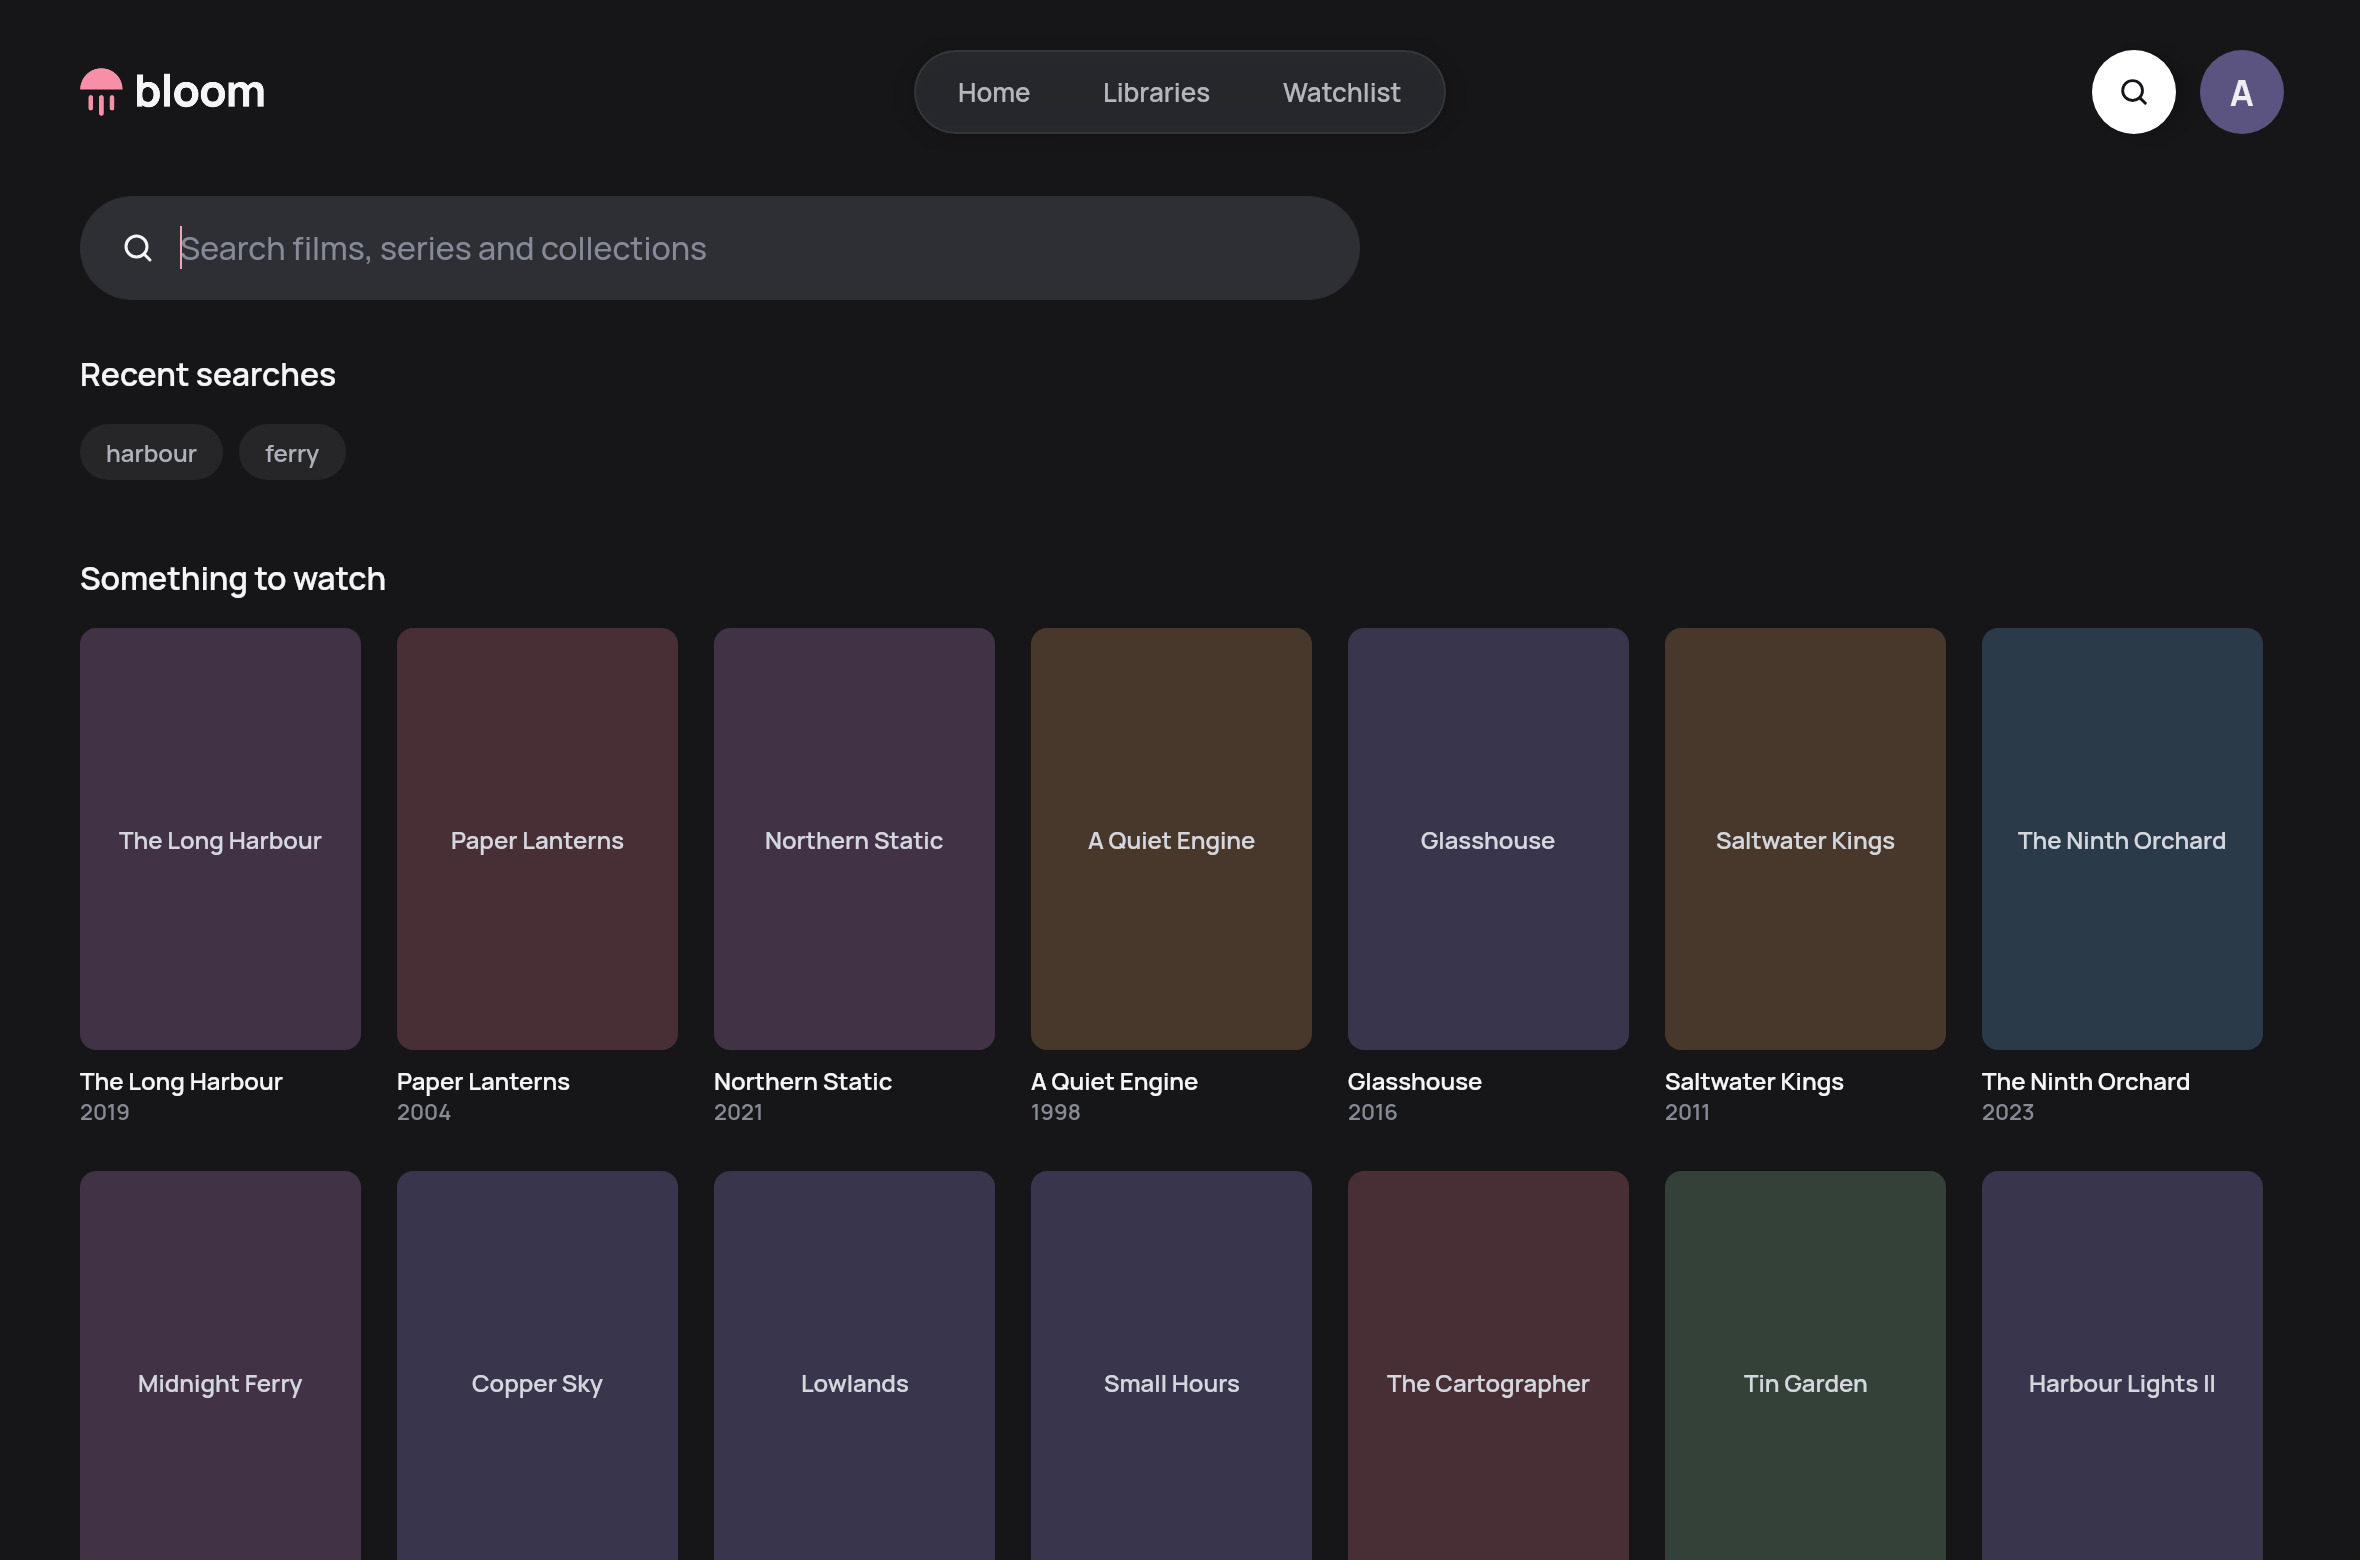 bloom
Home Libraries Watchlist
A
Search films, series and collections
Recent searches
harbour ferry
Something to watch
The Long Harbour Paper Lanterns Northern Static A Quiet Engine Glasshouse Saltwater Kings The Ninth Orchard
The Long Harbour Paper Lanterns Northern Static A Quiet Engine Glasshouse Saltwater Kings The Ninth Orchard
2019 2004 2021 1998 2016 2011 2023
Midnight Ferry Copper Sky Lowlands Small Hours The Cartographer Tin Garden Harbour Lights II